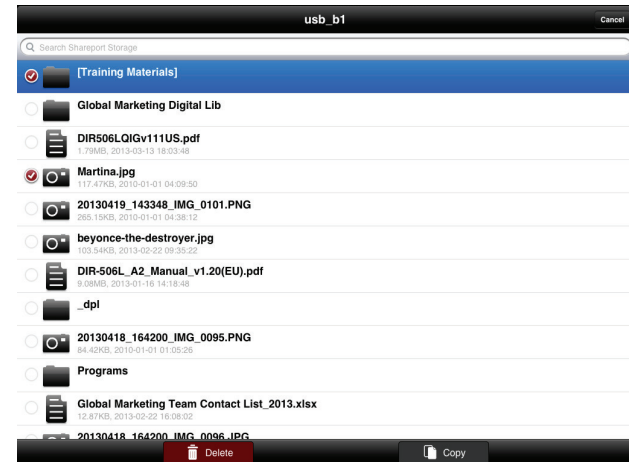 usb_b1
Cancel
Search Shareport Storage
[Training Materials]
Global Marketing Digital Lib
DIR506LQIGv111US.pdf
1.79MB, 2013-03-13 18:03:48
Martina.jpg
117.47KB, 2010-01-01 04:09:50
20130419_143348_IMG_0101.PNG
265.15KB, 2010-01-01 04:38:12
beyonce-the-destroyer.jpg
103.54KB, 2013-02-22 09:35:22
DIR-506L_A2_Manual_v1.20(EU).pdf
9.08MB, 2013-01-16 14:18:48
_dpl
20130418_164200_IMG_0095.PNG
84.42KB, 2010-01-01 01:05:26
Programs
Global Marketing Team Contact List_2013.xlsx
12.87KB, 2013-02-22 16:08:02
20130418_164200_IMG_0096.JPG
Delete
Copy